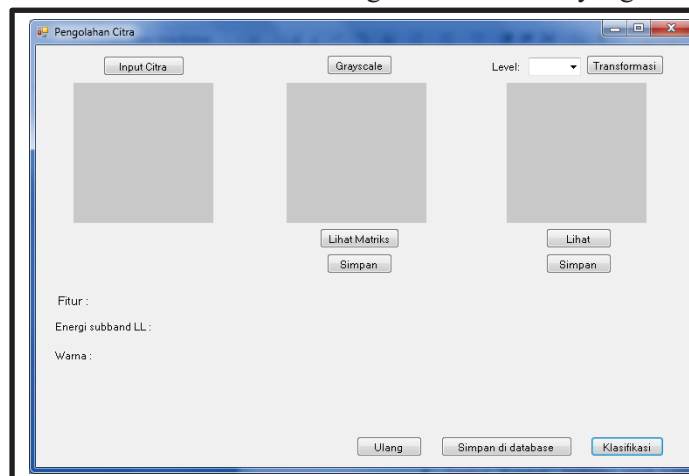 Pengolahan Citra
Input Citra Grayscale Level: Transformasi
Lihat Matriks Lihat
Simpan Simpan
Fitur :
Energi subband LL :
Warna :
Ulang Simpan di database Klasifikasi